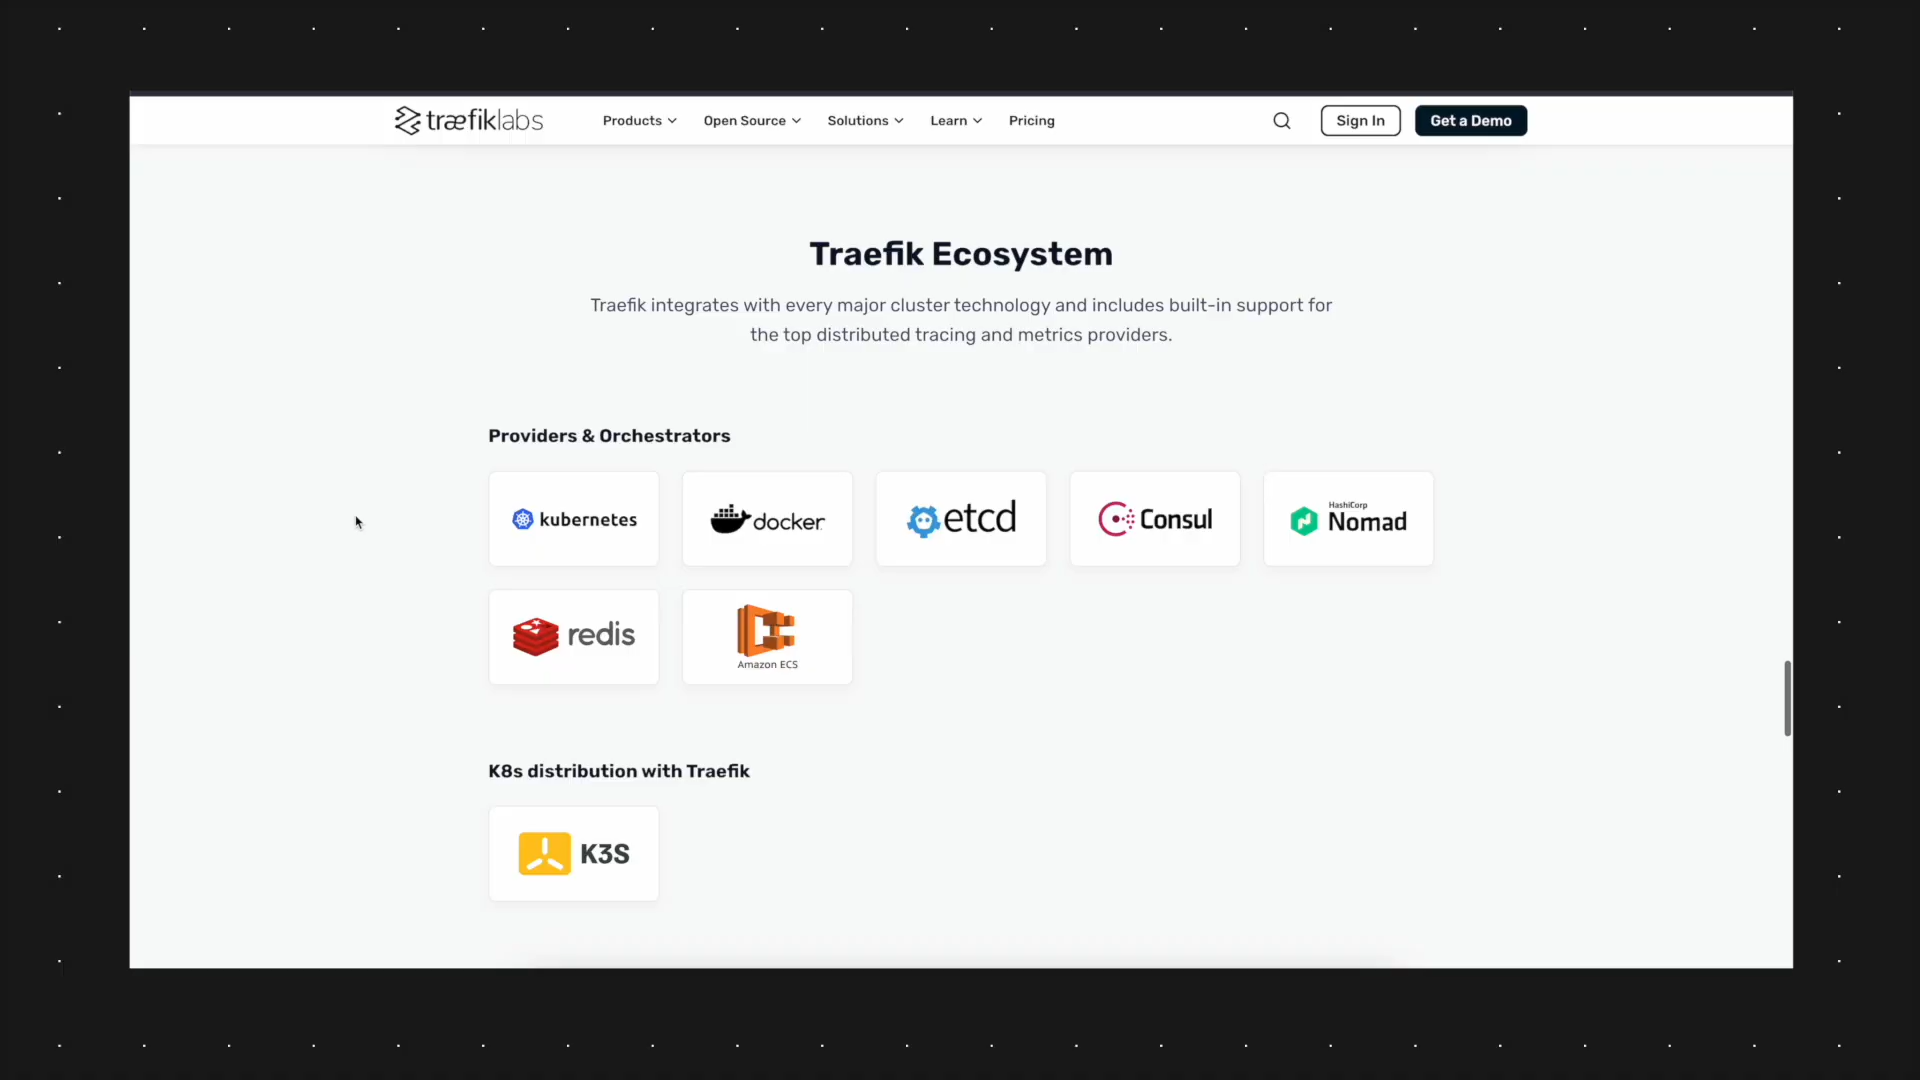 træfiklabs
Products
Open Source
Solutions
Learn
Pricing
Sign In
Get a Demo
Traefik Ecosystem
Traefik integrates with every major cluster technology and includes built-in support for
the top distributed tracing and metrics providers.
Providers & Orchestrators
kubernetes
docker
etcd
Consul
HashiCorp
Nomad
redis
Amazon ECS
K8s distribution with Traefik
K3S